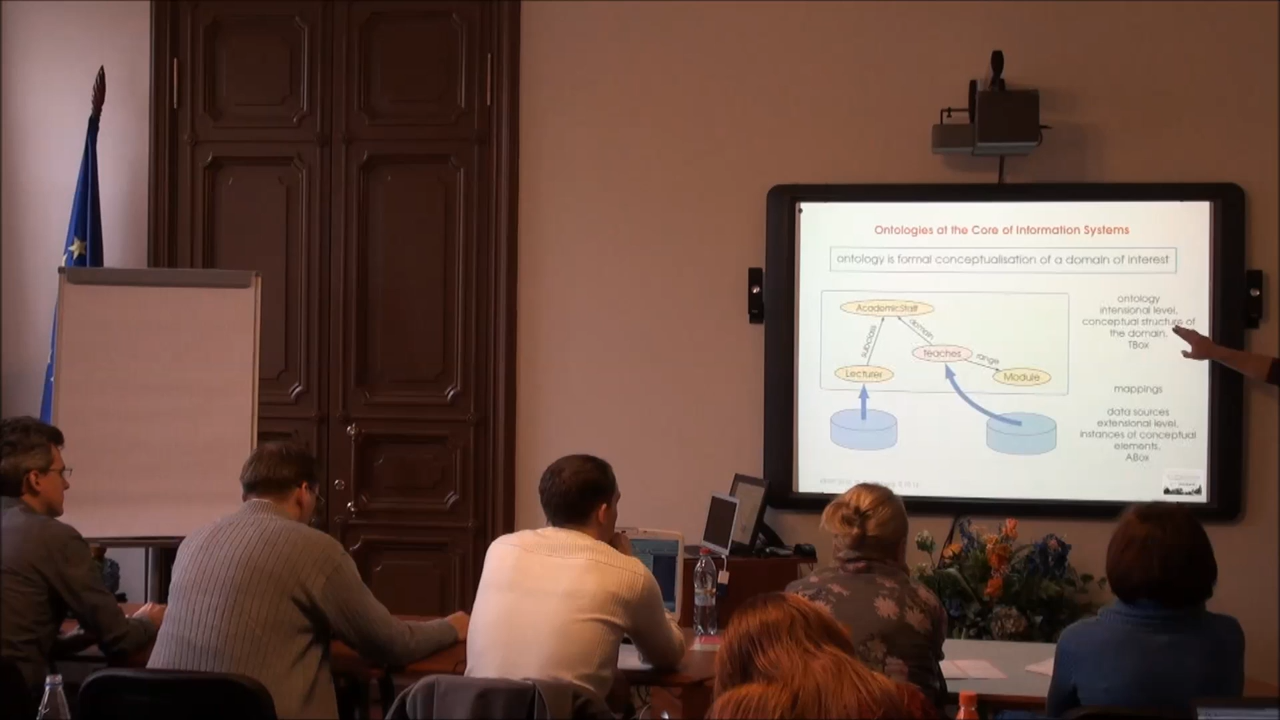 Ontologies at the Core of Information Systems
ontology is formal conceptualisation of a domain of interest
AcademicStaff
subclass
domain
teaches
range
Lecturer
Module
ontology
intensional level,
conceptual structure of
the domain,
TBox
mappings
data sources
extensional level,
instances of conceptual
elements,
ABox